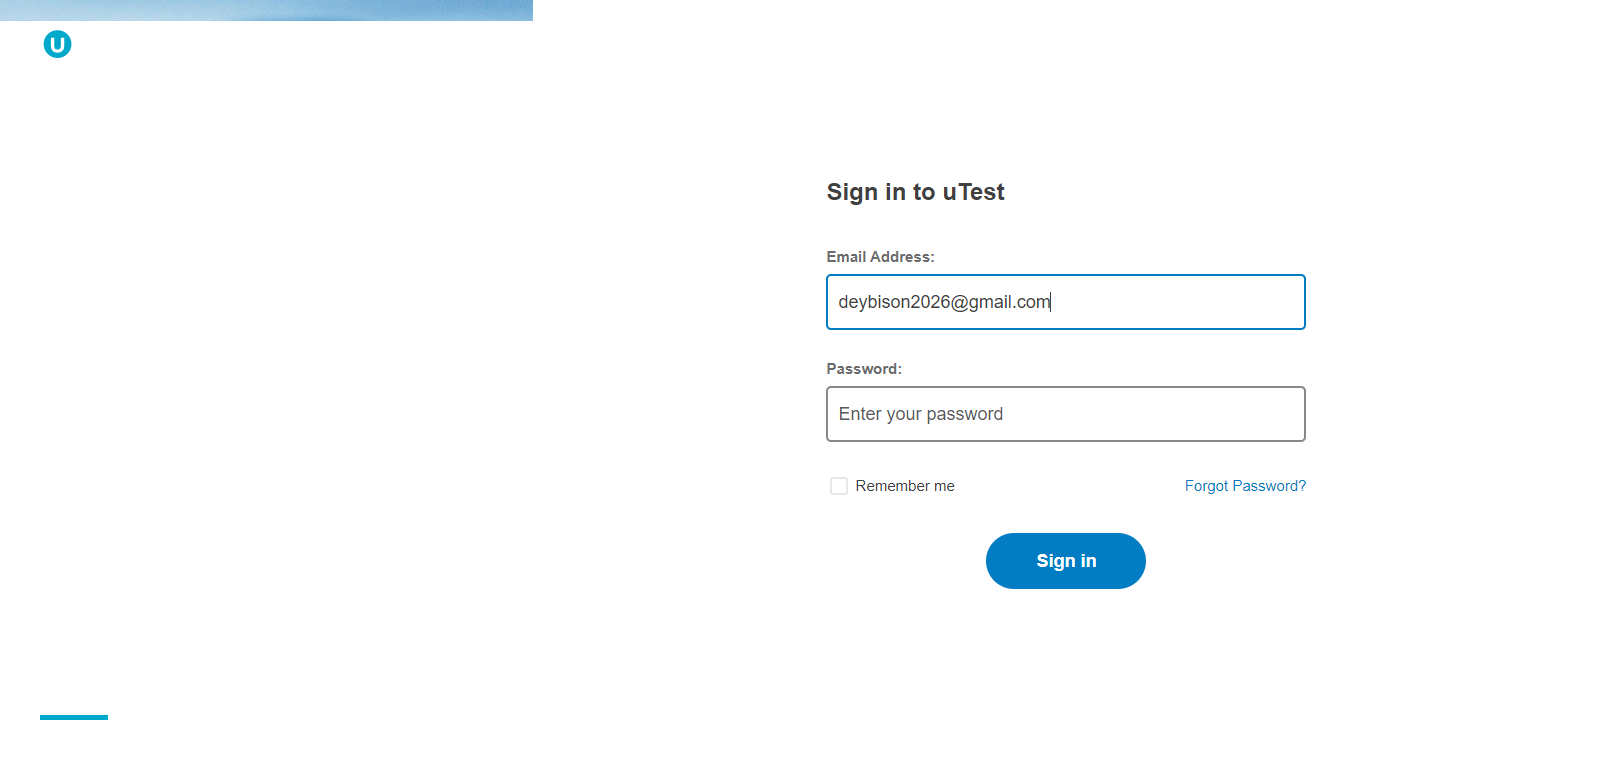 U
Sign in to uTest
Email Address:
deybison2026@gmail.com
Password:
Enter your password
Remember me
Forgot Password?
Sign in